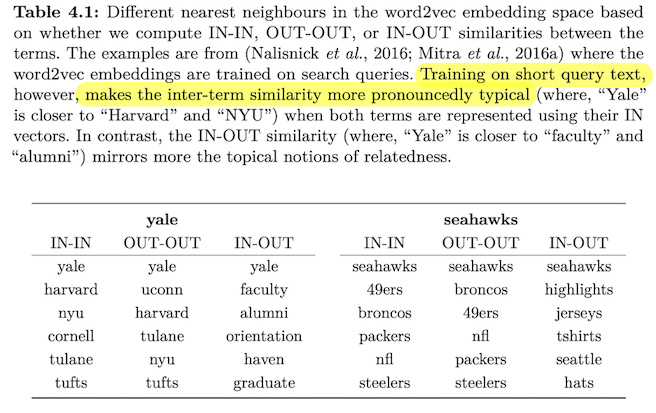 Table 4.1: Different nearest neighbours in the word2vec embedding space based
on whether we compute IN-IN, OUT-OUT, or IN-OUT similarities between the
terms. The examples are from (Nalisnick et al., 2016; Mitra et al., 2016a) where the
word2vec embeddings are trained on search queries. Training on short query text,
however, makes the inter-term similarity more pronouncedly typical (where, “Yale”
is closer to “Harvard” and “NYU”) when both terms are represented using their IN
vectors. In contrast, the IN-OUT similarity (where, “Yale” is closer to “faculty” and
“alumni”) mirrors more the topical notions of relatedness.
yale seahawks
IN-IN OUT-OUT IN-OUT IN-IN OUT-OUT IN-OUT
yale yale yale seahawks seahawks seahawks
harvard uconn faculty 49ers broncos highlights
nyu harvard alumni broncos 49ers jerseys
cornell tulane orientation packers nfl tshirts
tulane nyu haven nfl packers seattle
tufts tufts graduate steelers steelers hats